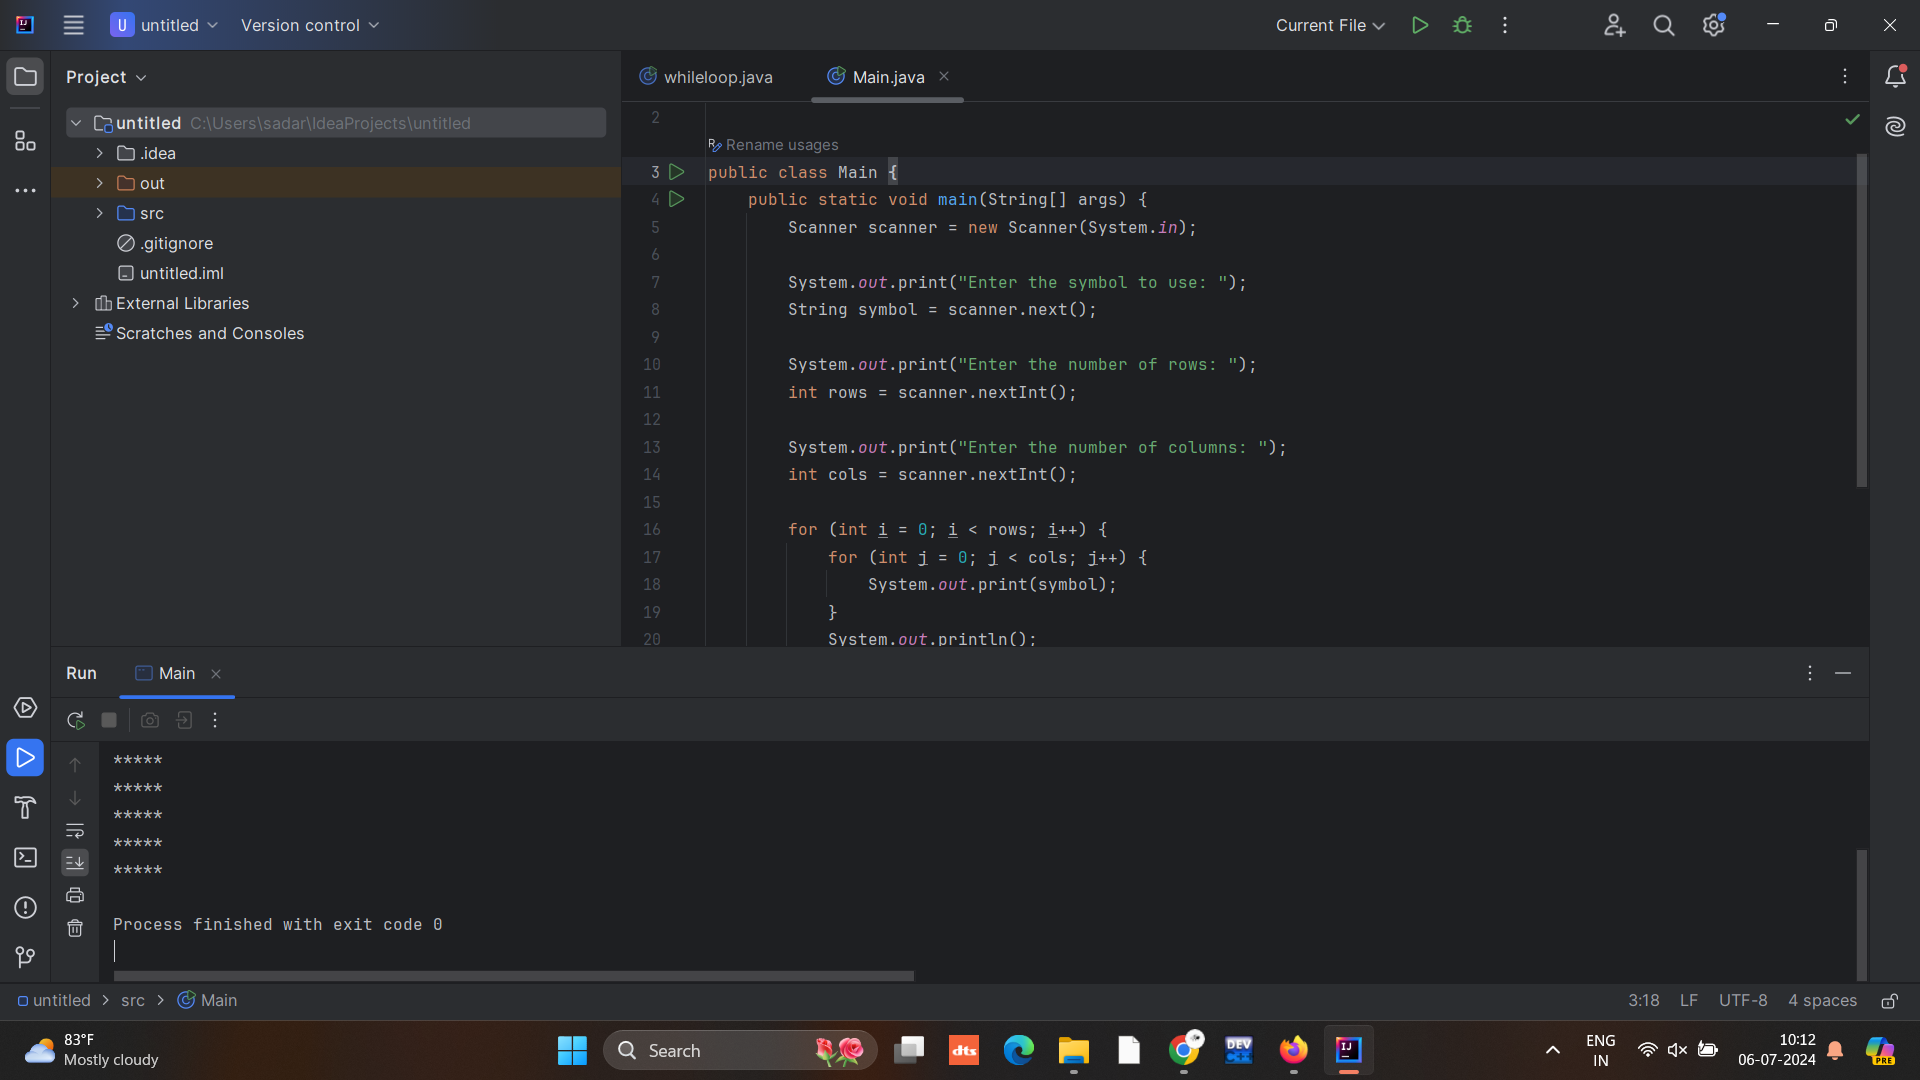 U untitled Version control Current File
Project
whileloop.java Main.java
untitled C:\Users\sadar\IdeaProjects\untitled
.idea
out
src
.gitignore
untitled.iml
External Libraries
Scratches and Consoles
2
Rename usages
3 public class Main {
4 public static void main(String[] args) {
5 Scanner scanner = new Scanner(System.in);
6
7 System.out.print("Enter the symbol to use: ");
8 String symbol = scanner.next();
9
10 System.out.print("Enter the number of rows: ");
11 int rows = scanner.nextInt();
12
13 System.out.print("Enter the number of columns: ");
14 int cols = scanner.nextInt();
15
16 for (int i = 0; i < rows; i++) {
17 for (int j = 0; j < cols; j++) {
18 System.out.print(symbol);
19 }
20 System.out.println();
Run Main
*****
*****
*****
*****
*****
Process finished with exit code 0
untitled > src > Main 3:18 LF UTF-8 4 spaces
83°F
Mostly cloudy
Search
dts
DEV
IJ
ENG
IN
10:12
06-07-2024
PRE